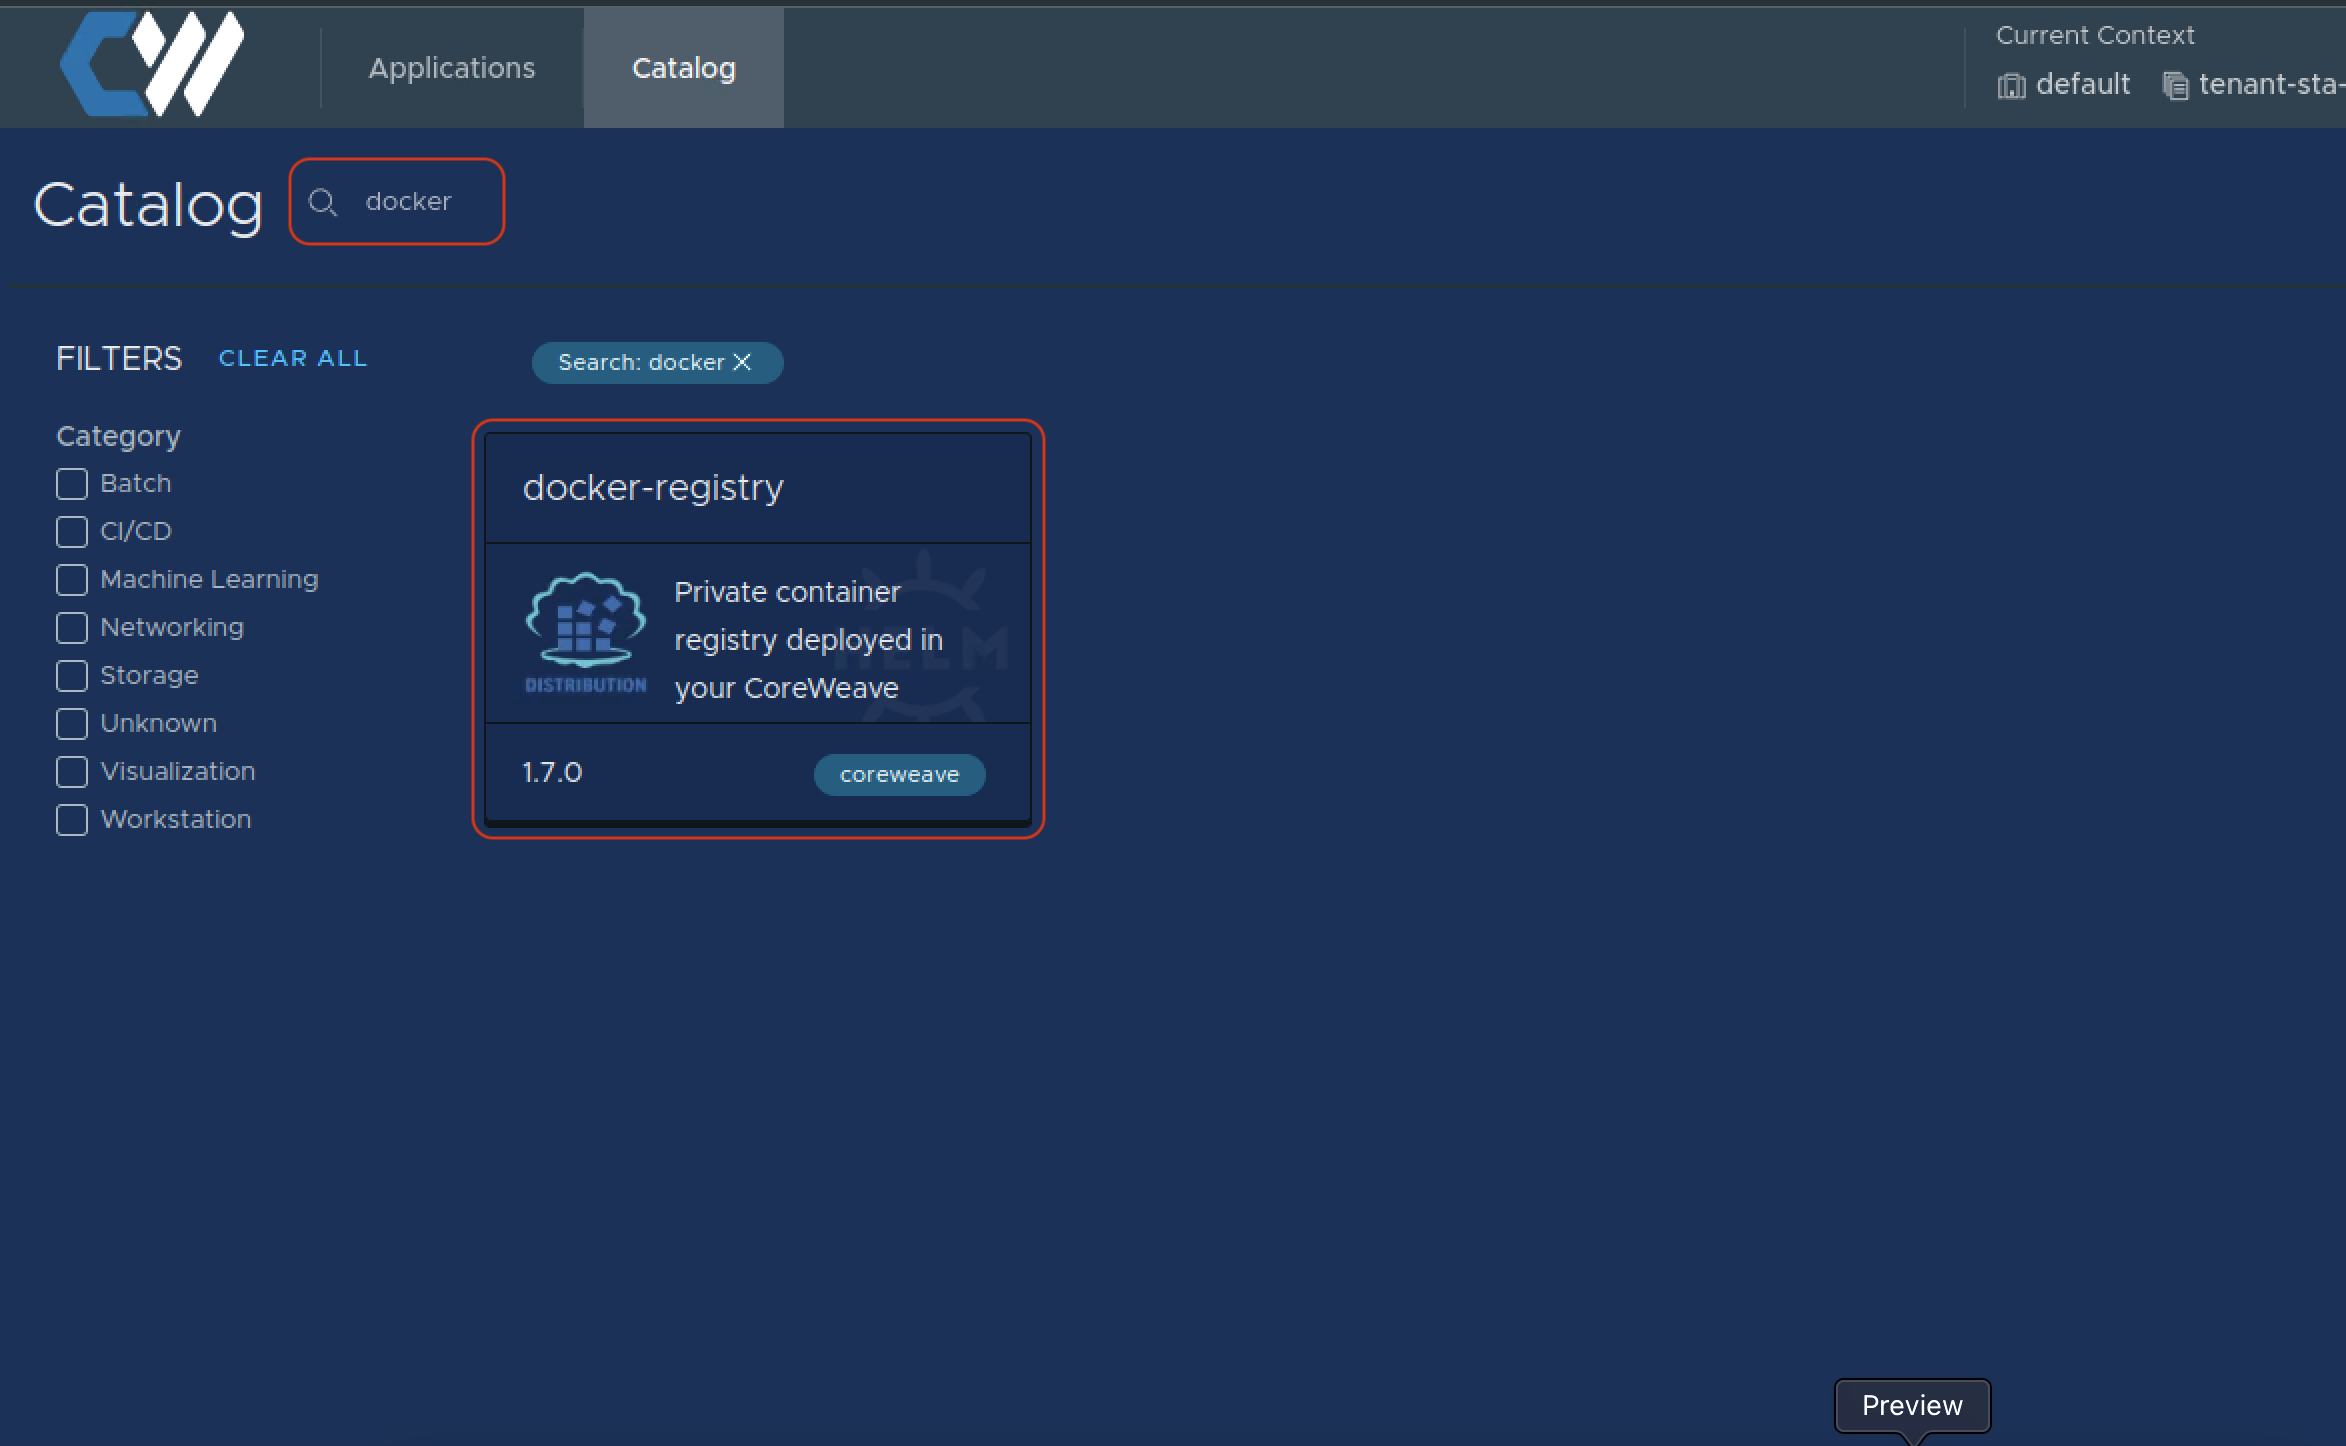 CW
Applications
Catalog
Current Context
default
tenant-sta-
Catalog
docker
FILTERS
CLEAR ALL
Search: docker
Category
Batch
CI/CD
Machine Learning
Networking
Storage
Unknown
Visualization
Workstation
docker-registry
DISTRIBUTION
HELM
Private container
registry deployed in
your CoreWeave
1.7.0
coreweave
Preview